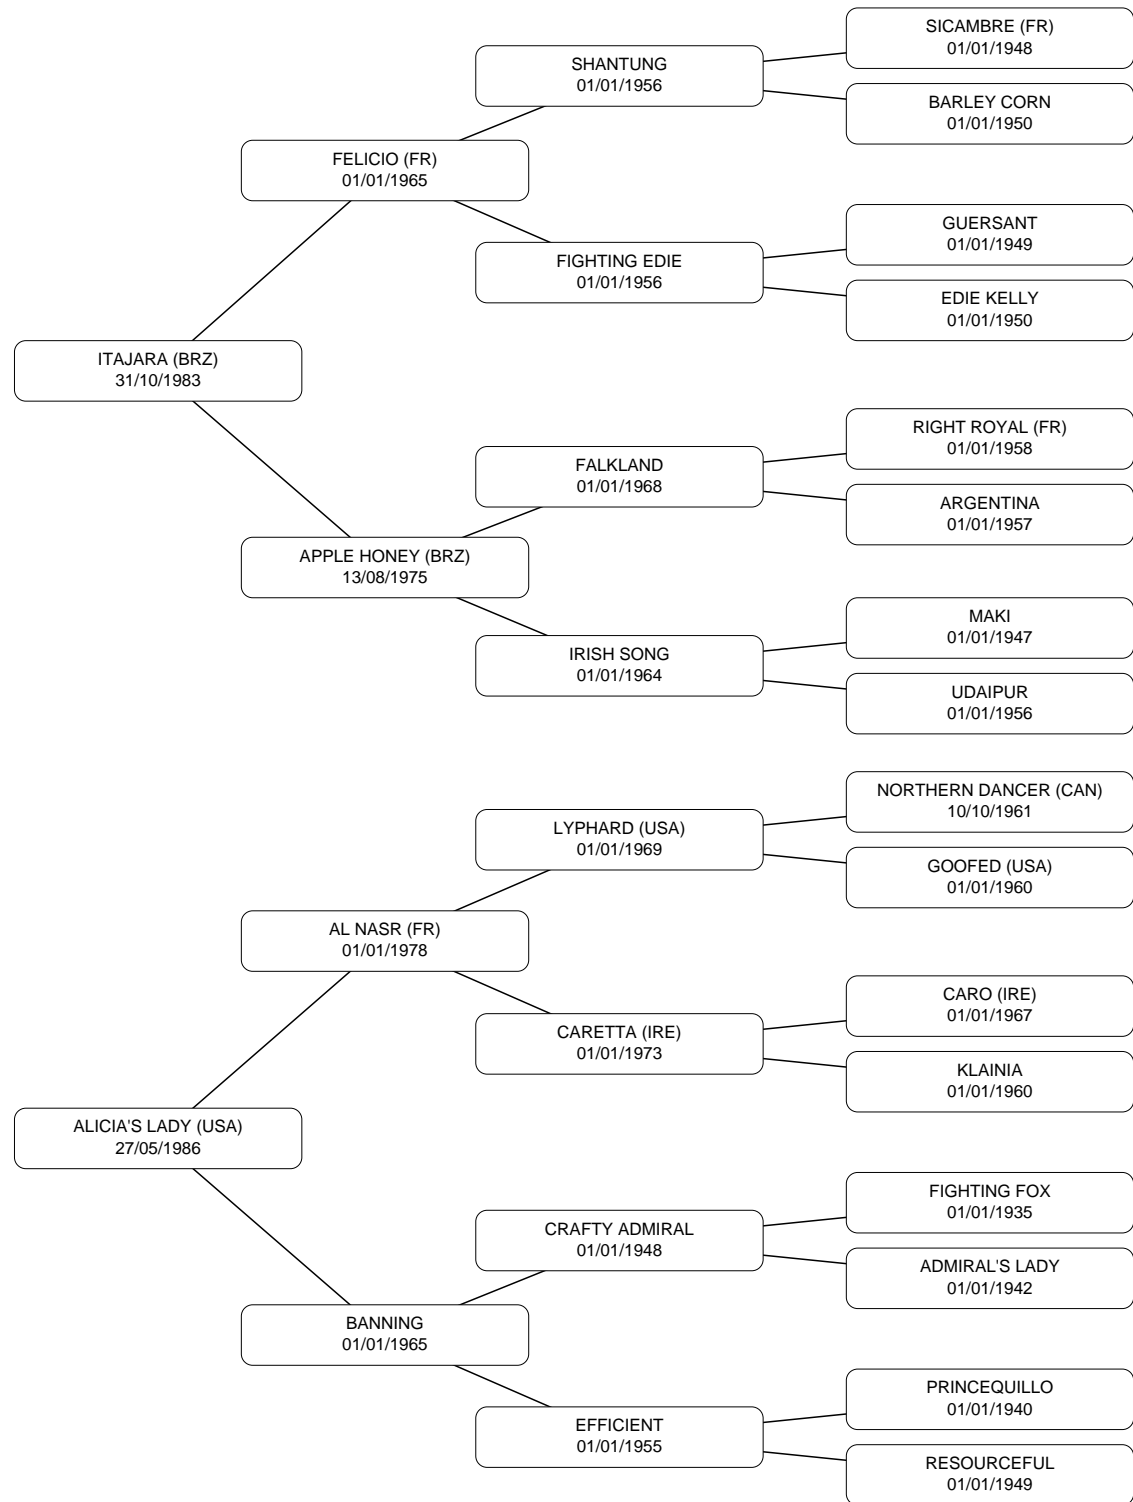 SICAMBRE (FR)
01/01/1948
SHANTUNG
01/01/1956
BARLEY CORN
01/01/1950
FELICIO (FR)
01/01/1965
GUERSANT
01/01/1949
FIGHTING EDIE
01/01/1956
EDIE KELLY
01/01/1950
ITAJARA (BRZ)
31/10/1983
RIGHT ROYAL (FR)
01/01/1958
FALKLAND
01/01/1968
ARGENTINA
01/01/1957
APPLE HONEY (BRZ)
13/08/1975
MAKI
01/01/1947
IRISH SONG
01/01/1964
UDAIPUR
01/01/1956
NORTHERN DANCER (CAN)
10/10/1961
LYPHARD (USA)
01/01/1969
GOOFED (USA)
01/01/1960
AL NASR (FR)
01/01/1978
CARO (IRE)
01/01/1967
CARETTA (IRE)
01/01/1973
KLAINIA
01/01/1960
ALICIA'S LADY (USA)
27/05/1986
FIGHTING FOX
01/01/1935
CRAFTY ADMIRAL
01/01/1948
ADMIRAL'S LADY
01/01/1942
BANNING
01/01/1965
PRINCEQUILLO
01/01/1940
EFFICIENT
01/01/1955
RESOURCEFUL
01/01/1949